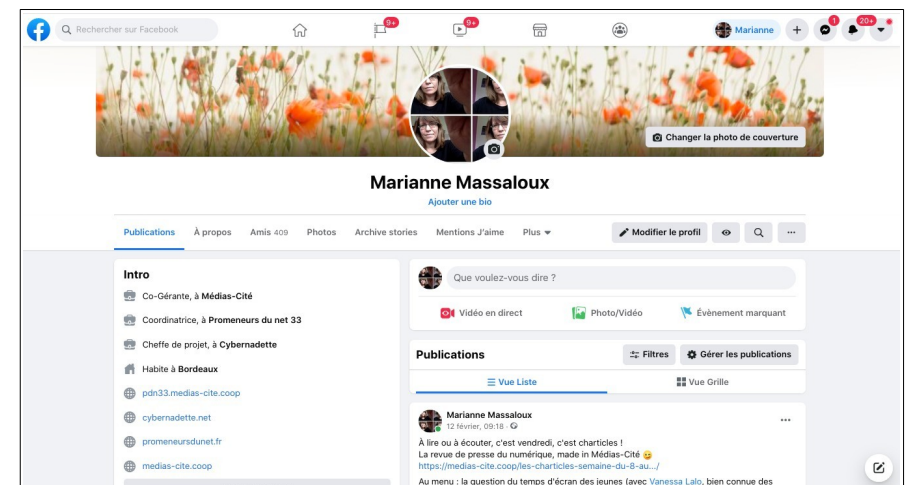 Rechercher sur Facebook
9+
9+
Marianne
1
20+
Changer la photo de couverture
Marianne Massaloux
Ajouter une bio
Publications À propos Amis 409 Photos Archive stories Mentions J'aime Plus
Modifier le profil
Intro
Co-Gérante, à Médias-Cité
Coordinatrice, à Promeneurs du net 33
Cheffe de projet, à Cybernadette
Habite à Bordeaux
pdn33.medias-cite.coop
cybernadette.net
promeneursdunet.fr
medias-cite.coop
Que voulez-vous dire ?
Vidéo en direct Photo/Vidéo Évènement marquant
Publications Filtres Gérer les publications
Vue Liste Vue Grille
Marianne Massaloux
12 février, 09:18 ·
À lire ou à écouter, c'est vendredi, c'est charticles !
La revue de presse du numérique, made in Médias-Cité
https://medias-cite.coop/les-charticles-semaine-du-8-au.../
Au menu : la question du temps d'écran des jeunes (avec Vanessa Lalo, bien connue des